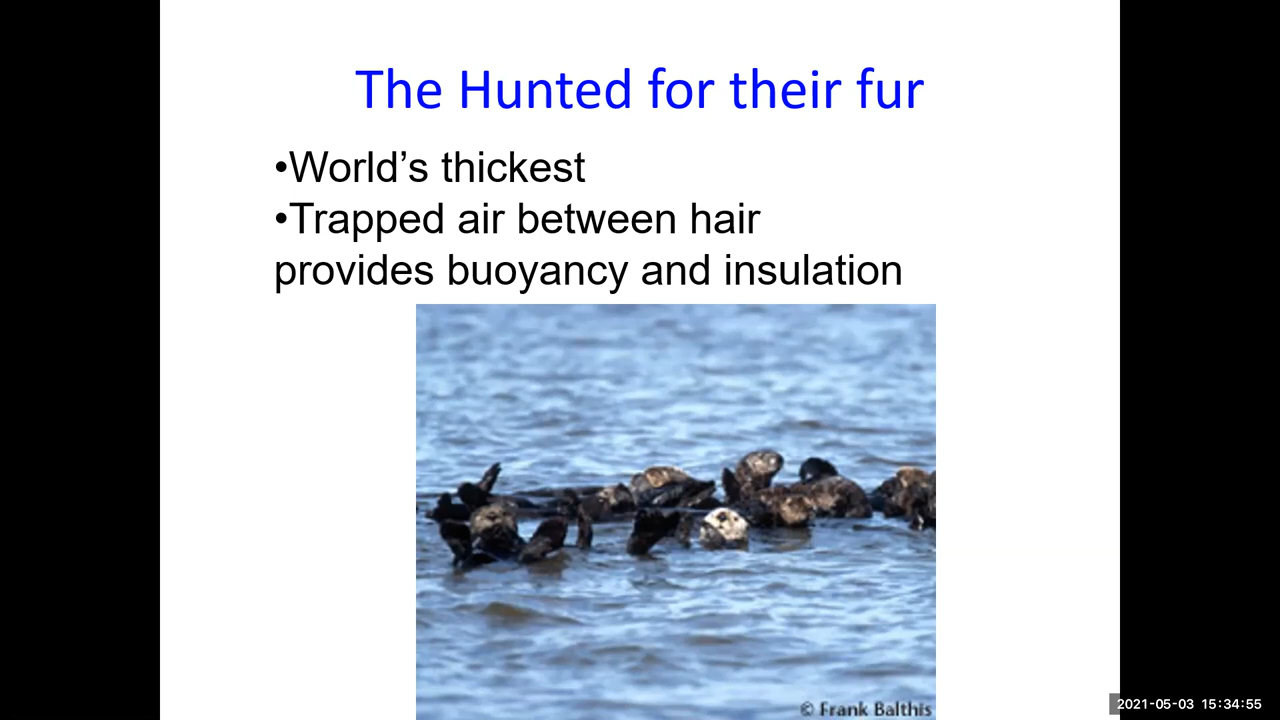 The Hunted for their fur
•World’s thickest
•Trapped air between hair
provides buoyancy and insulation
© Frank Balthis
2021-05-03 15:34:55